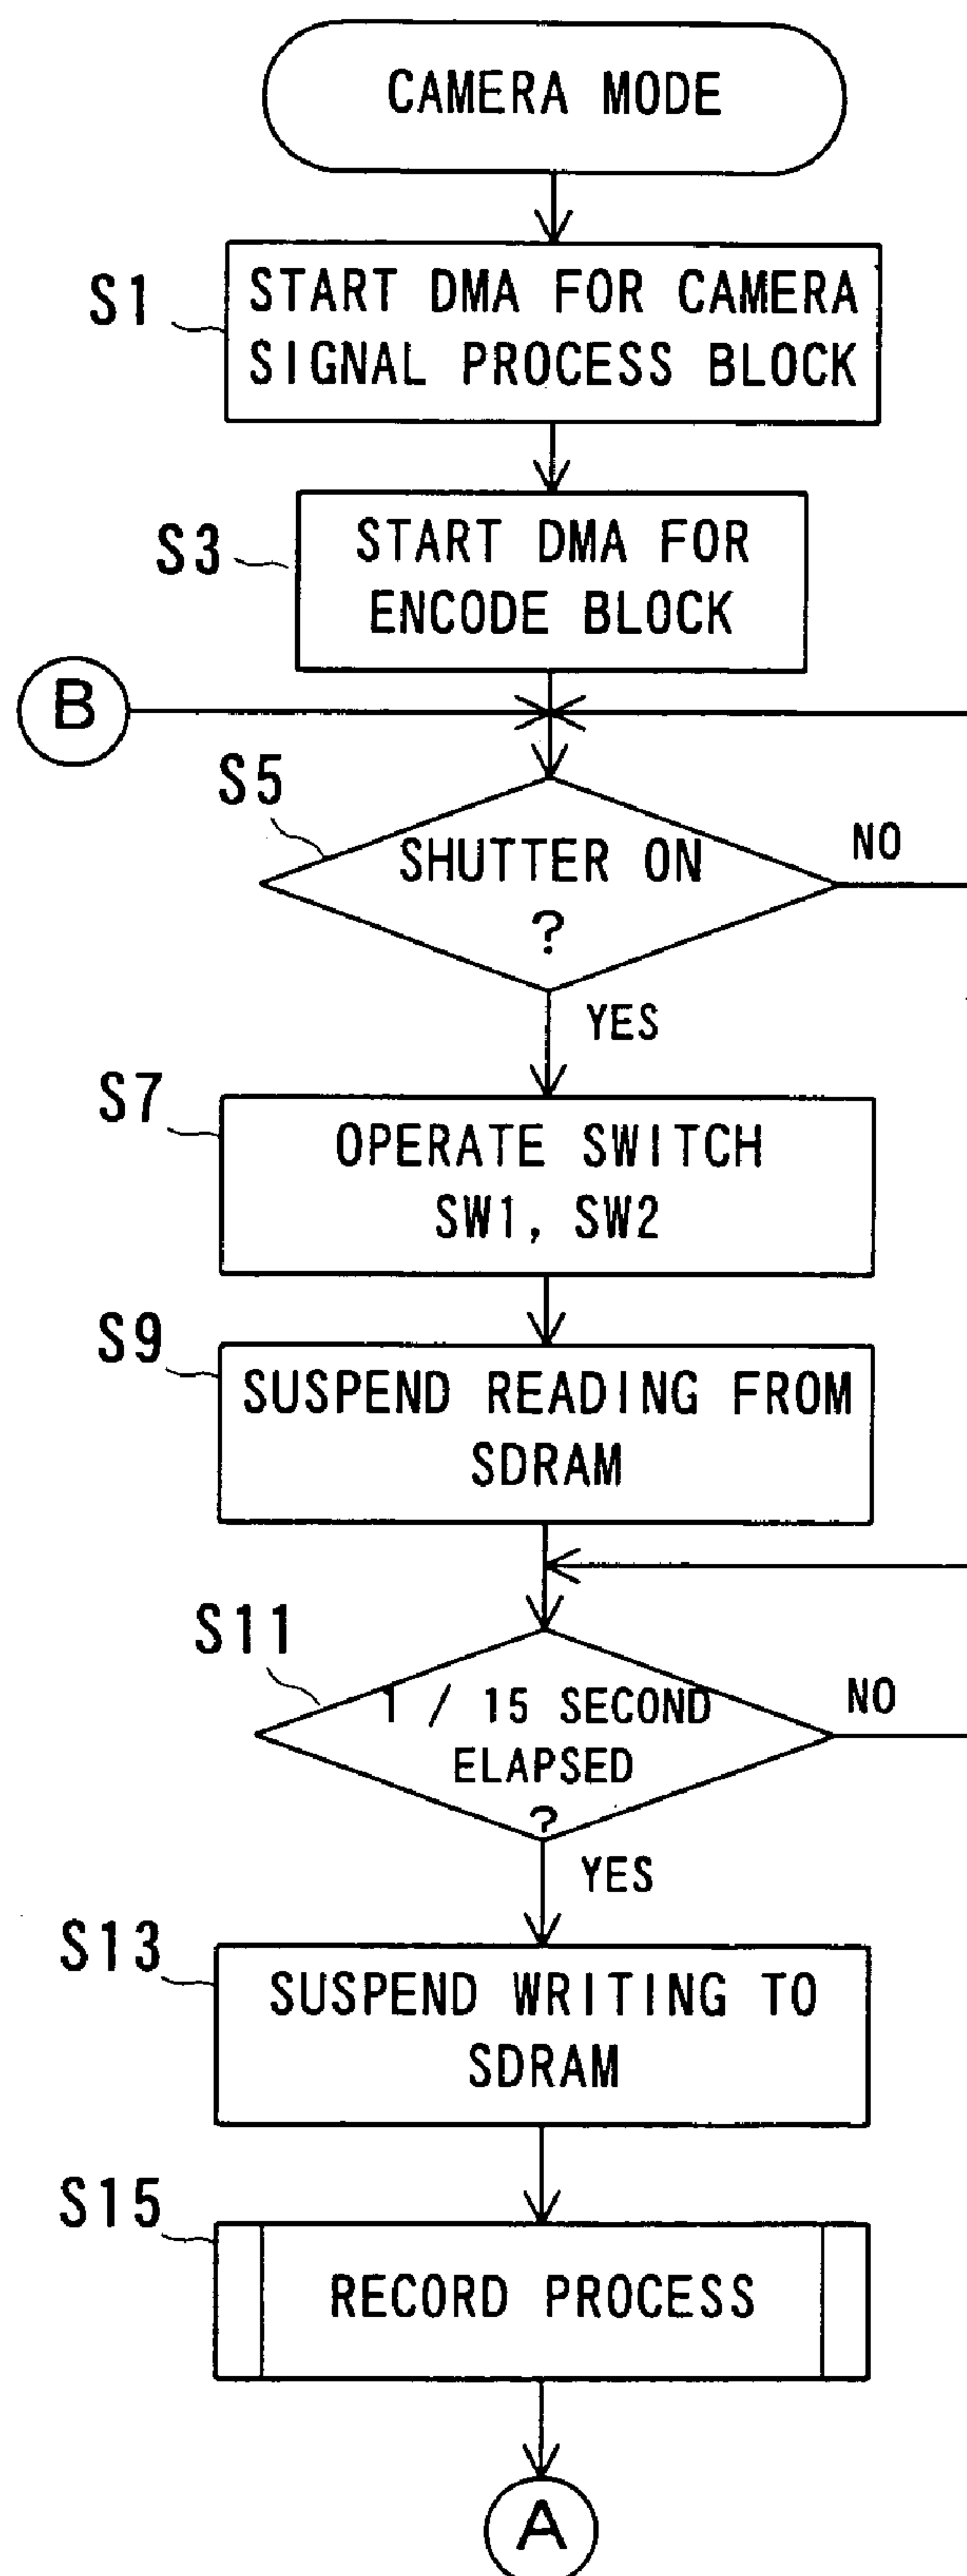 CAMERA MODE
S1
START DMA FOR CAMERA
SIGNAL PROCESS BLOCK
S3
START DMA FOR
ENCODE BLOCK
B
S5
SHUTTER ON
?
NO
YES
S7
OPERATE SWITCH
SW1, SW2
S9
SUSPEND READING FROM
SDRAM
S11
1 / 15 SECOND
ELAPSED
?
NO
YES
S13
SUSPEND WRITING TO
SDRAM
S15
RECORD PROCESS
A